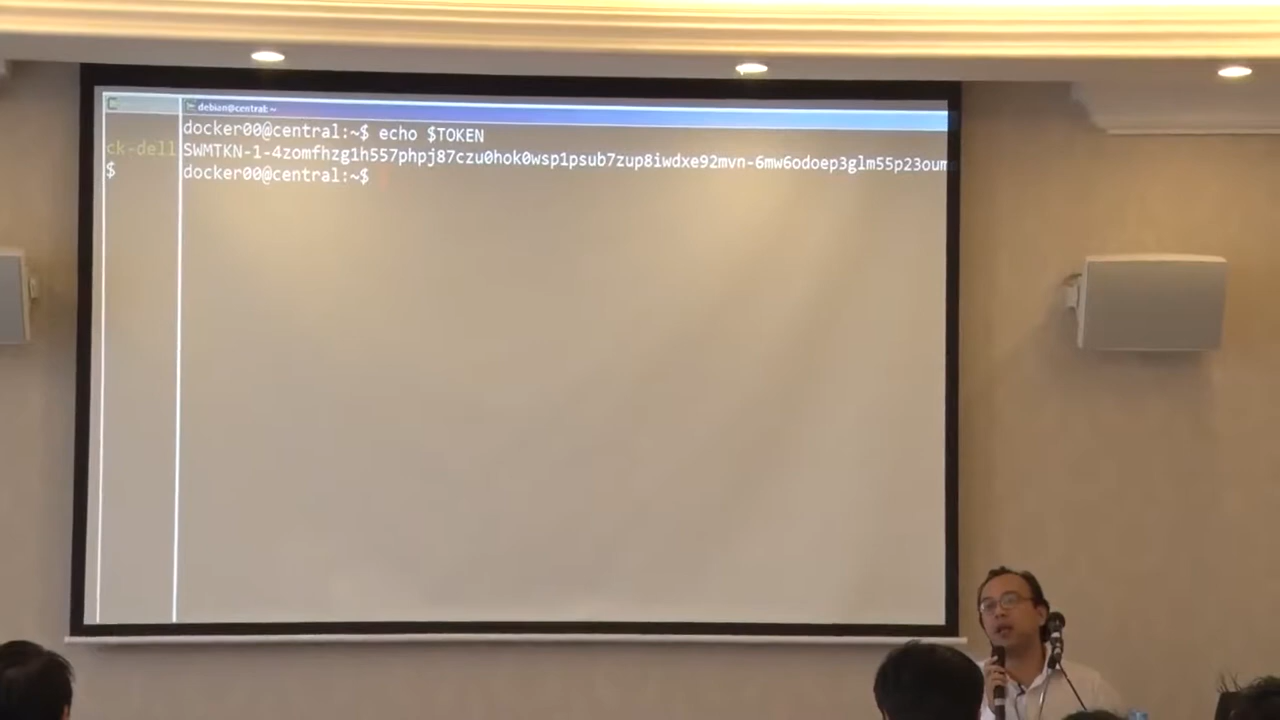 debian@central: ~
docker00@central:~$ echo $TOKEN
ck-dell
SWMTKN-1-4zomfhzg1h557phpj87czu0hok0wsp1psub7zup8iwdxe92mvn-6mw6odoep3glm55p23oum
$
docker00@central:~$